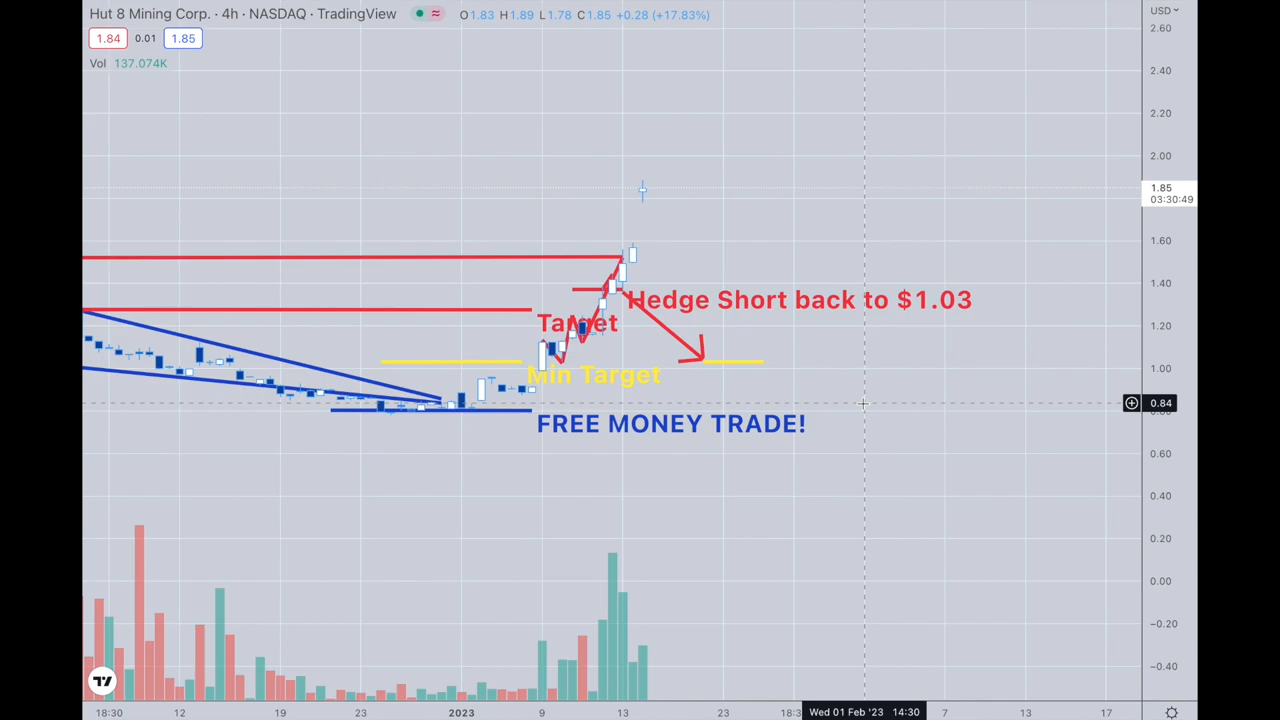 Hut 8 Mining Corp. · 4h · NASDAQ · TradingView ≈ O1.83 H1.89 L1.78 C1.85 +0.28 (+17.83%)
1.84 0.01 1.85
Vol 137.074K
USD
2.60
2.40
2.20
2.00
1.85
03:30:49
1.60
1.40
Hedge Short back to $1.03
1.20
Target
1.00
Min Target
0.84
FREE MONEY TRADE!
0.60
0.40
0.20
0.00
−0.20
−0.40
18:30 12 19 23 2023 9 13 23 18:3 Wed 01 Feb '23 14:30 7 13 17